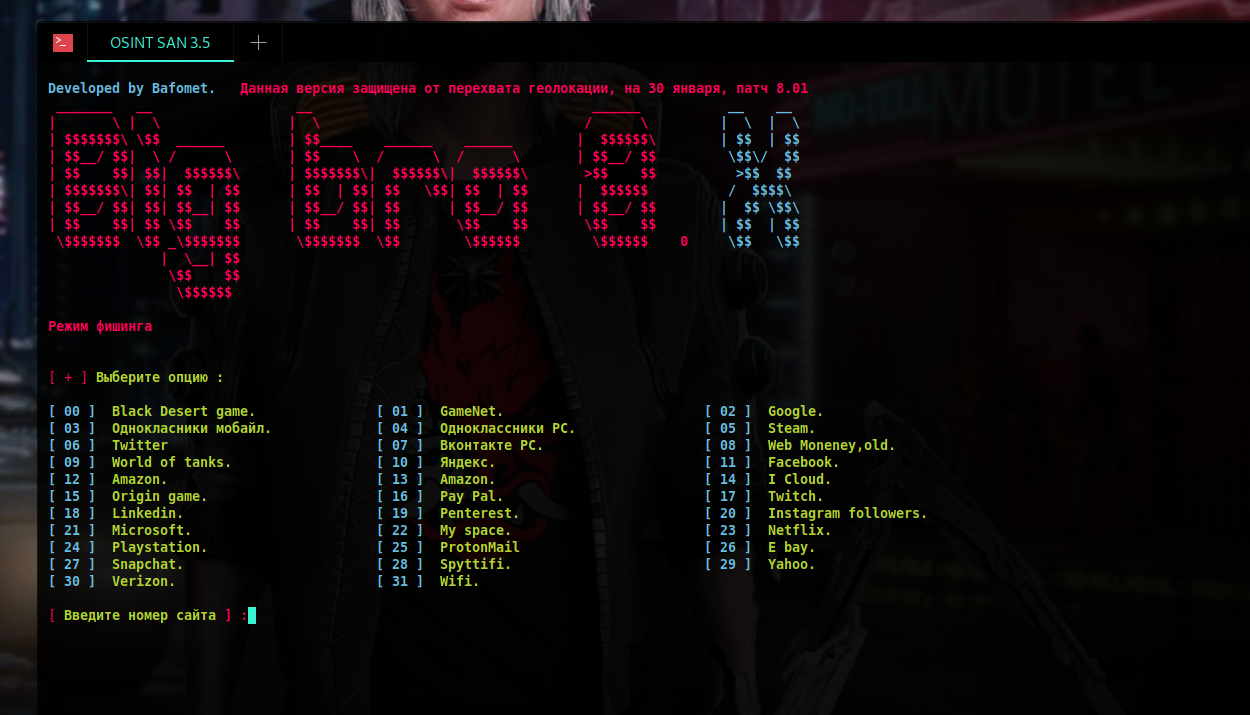 OSINT SAN 3.5
Developed by Bafomet. Данная версия защищена от перехвата геолокации, на 30 января, патч 8.01
Big bro 8.0 X
Режим фишинга
[ + ] Выберите опцию :
[ 00 ] Black Desert game. [ 01 ] GameNet. [ 02 ] Google.
[ 03 ] Однокласники мобайл. [ 04 ] Одноклассники PC. [ 05 ] Steam.
[ 06 ] Twitter [ 07 ] Вконтакте PC. [ 08 ] Web Moneney,old.
[ 09 ] World of tanks. [ 10 ] Яндекс. [ 11 ] Facebook.
[ 12 ] Amazon. [ 13 ] Amazon. [ 14 ] I Cloud.
[ 15 ] Origin game. [ 16 ] Pay Pal. [ 17 ] Twitch.
[ 18 ] Linkedin. [ 19 ] Penterest. [ 20 ] Instagram followers.
[ 21 ] Microsoft. [ 22 ] My space. [ 23 ] Netflix.
[ 24 ] Playstation. [ 25 ] ProtonMail [ 26 ] E bay.
[ 27 ] Snapchat. [ 28 ] Spyttifi. [ 29 ] Yahoo.
[ 30 ] Verizon. [ 31 ] Wifi.
[ Введите номер сайта ] :